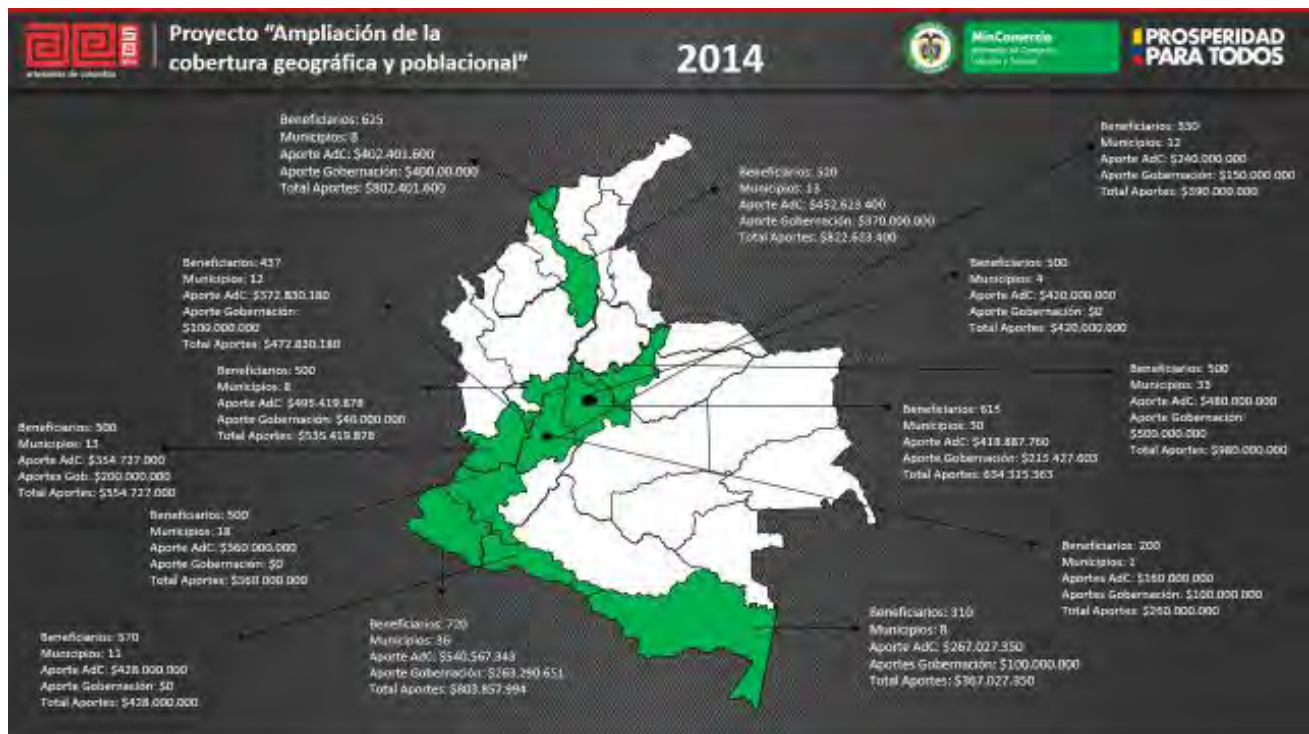 Proyecto “Ampliación de la
cobertura geográfica y poblacional”
2014
artesanías de colombia
MinComercio
PROSPERIDAD
PARA TODOS
Beneficiarios: 625
Municipios: 8
Aporte AdC: $402.401.600
Aporte Gobernación: $400.00.000
Total Aportes: $802.401.600
Beneficiarios: 520
Municipios: 13
Aporte AdC: $452.623.400
Aporte Gobernación: $370.000.000
Total Aportes: $822.623.400
Beneficiarios: 330
Municipios: 12
Aporte AdC: $240.000.000
Aporte Gobernación: $150.000.000
Total Aportes: $390.000.000
Beneficiarios: 437
Municipios: 12
Aporte AdC: $372.830.180
Aporte Gobernación:
$100.000.000
Total Aportes: $472.830.180
Beneficiarios: 500
Municipios: 4
Aporte AdC: $420.000.000
Aporte Gobernación: $0
Total Aportes: $420.000.000
Beneficiarios: 500
Municipios: 8
Aporte AdC: $495.419.878
Aporte Gobernación: $40.000.000
Total Aportes: $535.419.878
Beneficiarios: 500
Municipios: 33
Aporte AdC: $480.000.000
Aporte Gobernación:
$500.000.000
Total Aportes: $980.000.000
Beneficiarios: 615
Municipios: 30
Aporte AdC: $418.887.760
Aporte Gobernación: $215.427.603
Total Aportes: 634.315.363
Beneficiarios: 300
Municipios: 13
Aporte AdC: $354.727.000
Aportes Gob. $200.000.000
Total Aportes: $554.727.000
Beneficiarios: 500
Municipios: 18
Aporte AdC: $360.000.000
Aporte Gobernación: $0
Total Aportes: $360.000.000
Beneficiarios: 200
Municipios: 1
Aportes AdC: $160.000.000
Aportes Gobernación: $100.000.000
Total Aportes: $260.000.000
Beneficiarios: 570
Municipios: 11
Aporte AdC: $428.000.000
Aporte Gobernación: $0
Total Aportes: $428.000.000
Beneficiarios: 720
Municipios: 36
Aporte AdC: $540.567.343
Aporte Gobernación: $263.290.651
Total Aportes: $803.857.994
Beneficiarios: 310
Municipios: 8
Aporte AdC: $267.027.350
Aportes Gobernación: $100.000.000
Total Aportes: $367.027.350